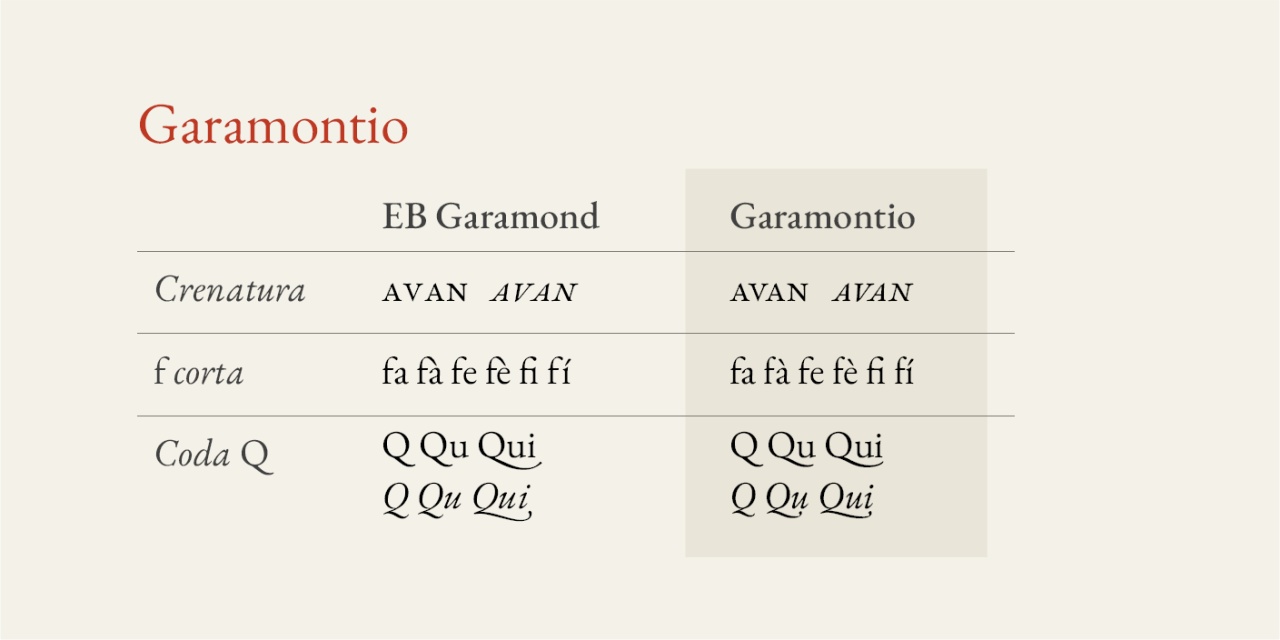 Garamontio
EB Garamond Garamontio
Crenatura AVAN AVAN AVAN AVAN
f corta fa fà fe fè fi fí fa fà fe fè fi fí
Coda Q Q Qu Qui Q Qu Qui
Q Qu Qui Q Qu Qui